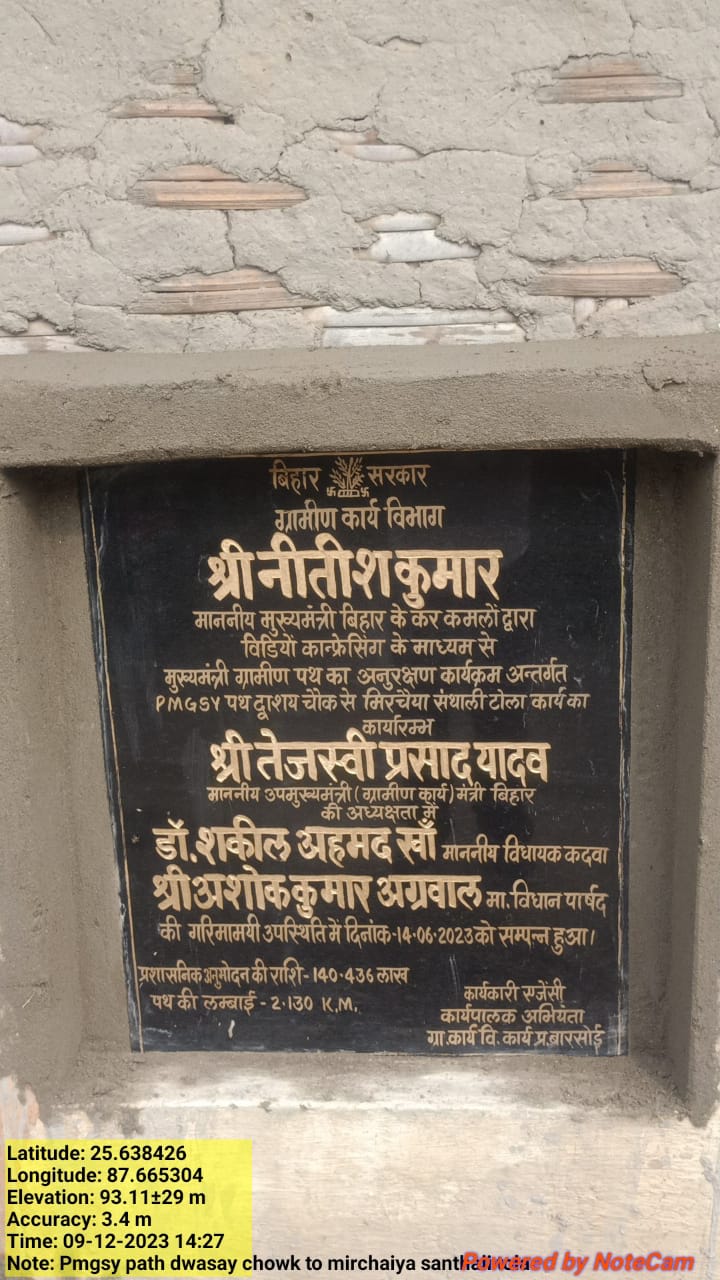 बिहार सरकार
ग्रामीण कार्य विभाग
श्री नीतीश कुमार
माननीय मुख्यमंत्री बिहार के कर कमलों द्वारा
विडियों कान्फ्रेसिंग के माध्यम से
मुख्यमंत्री ग्रामीण पथ का अनुरक्षण कार्यक्रम अन्तर्गत
PMGSY पथ द्वाशय चौक से मिरचैया संथाली टोला कार्य का
कार्यारम्भ
श्री तेजस्वी प्रसाद यादव
माननीय उपमुख्यमंत्री (ग्रामीण कार्य) मंत्री बिहार
की अध्यक्षता में
डॉ. शकील अहमद खाँ माननीय विधायक कदवा
श्री अशोक कुमार अग्रवाल मा. विधान पार्षद
की गरिमामयी उपस्थिति में दिनांक-14.06.2023 को सम्पन्न हुआ।
प्रशासनिक अनुमोदन की राशि-140.436 लाख
पथ की लम्बाई - 2.130 K.M.
कार्यकारी एजेंसी
कार्यपालक अभियंता
ग्रा.कार्य वि. कार्य प्र.बारसोई
Latitude: 25.638426
Longitude: 87.665304
Elevation: 93.11±29 m
Accuracy: 3.4 m
Time: 09-12-2023 14:27
Note: Pmgsy path dwasay chowk to mirchaiya
Powered by NoteCam